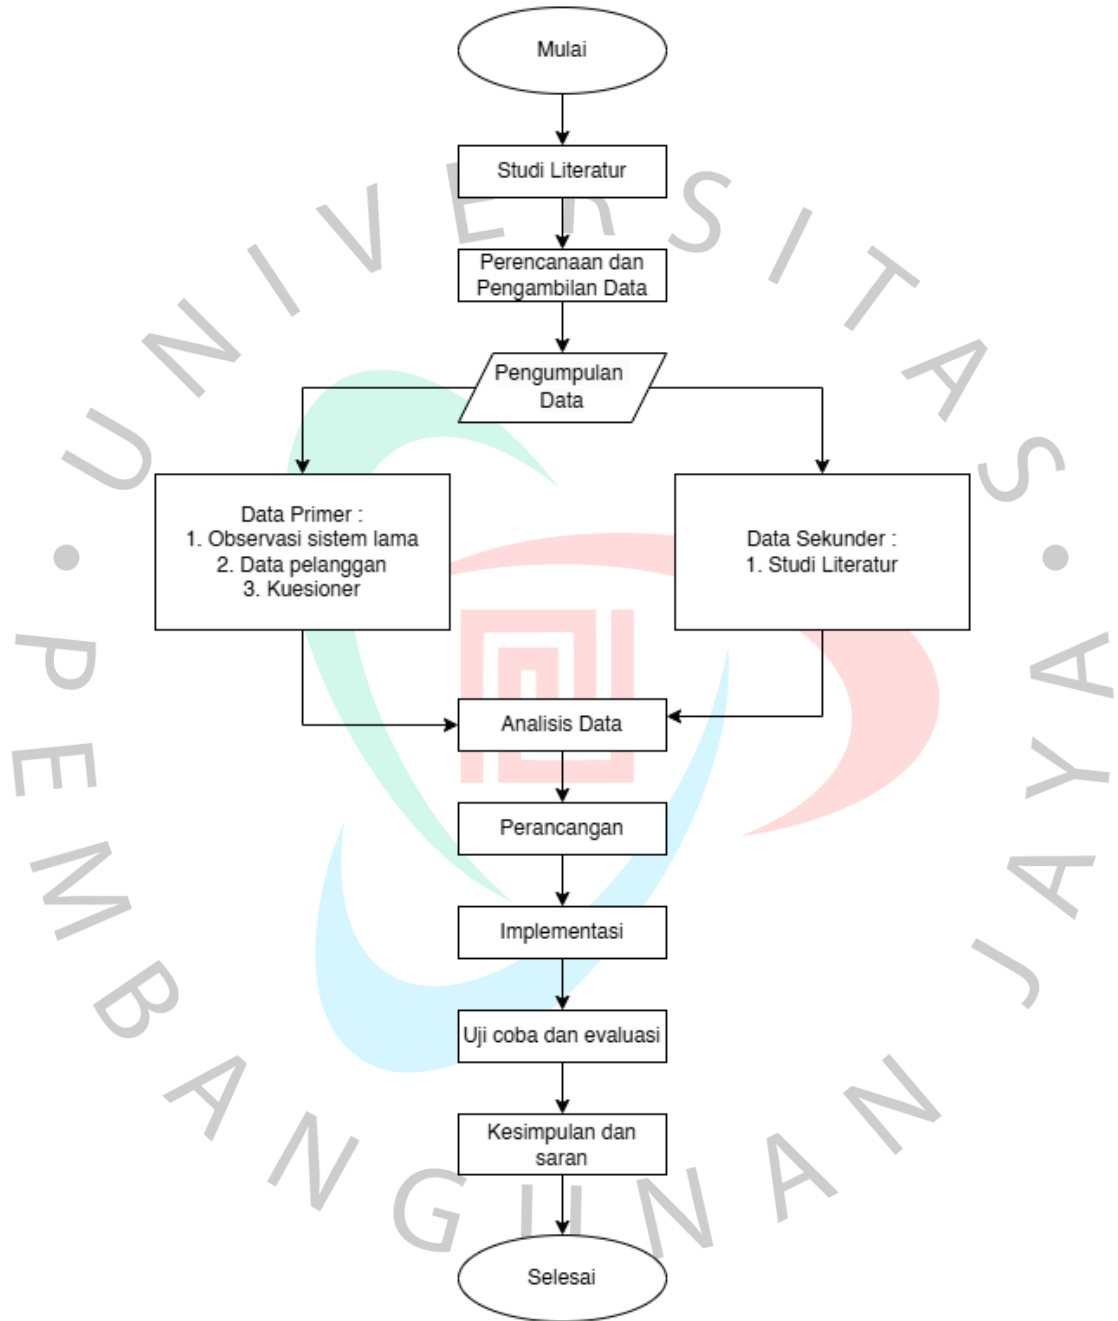 Mulai
Studi Literatur
Perencanaan dan
Pengambilan Data
Pengumpulan
Data
Data Primer :
1. Observasi sistem lama
2. Data pelanggan
3. Kuesioner
Data Sekunder :
1. Studi Literatur
Analisis Data
Perancangan
Implementasi
Uji coba dan evaluasi
Kesimpulan dan
saran
Selesai
UNIVERSITAS
PEMBANGUNAN JAYA